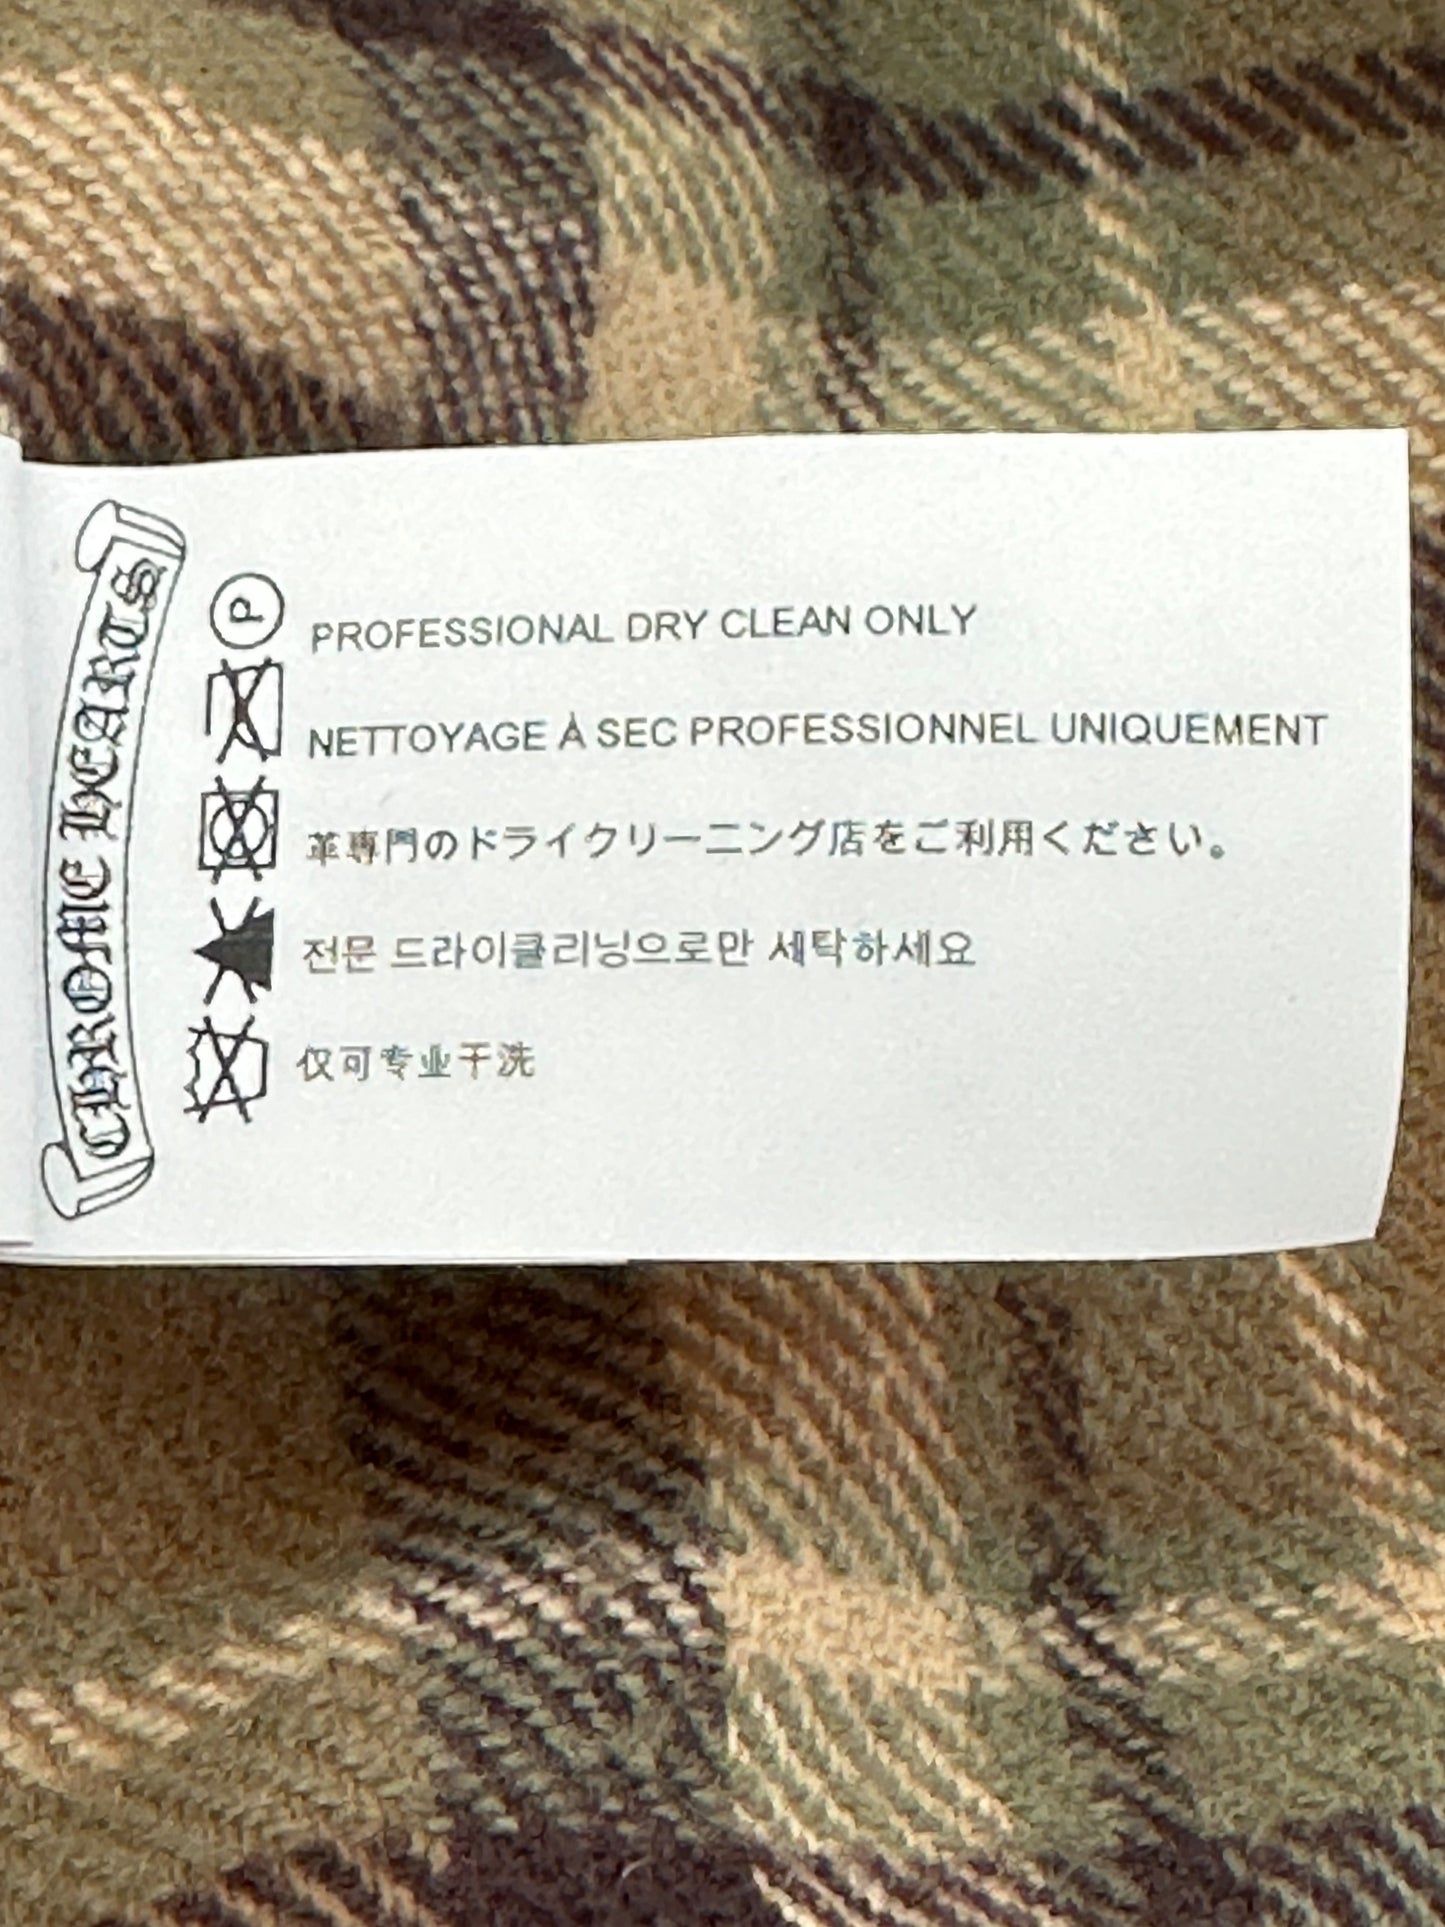 CHROME HEARTS
P
PROFESSIONAL DRY CLEAN ONLY
NETTOYAGE À SEC PROFESSIONNEL UNIQUEMENT
革専門のドライクリーニング店をご利用ください。
전문 드라이클리닝으로만 세탁하세요
仅可专业干洗